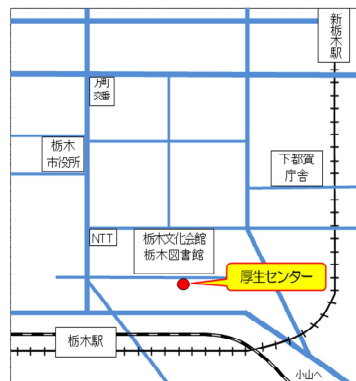 新栃木駅
万町
交番
栃木
市役所
下都賀
庁舎
NTT
栃木文化会館
栃木図書館
厚生センター
栃木駅
小山へ